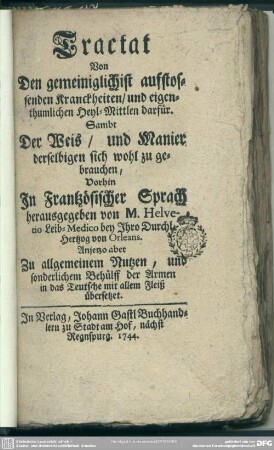 Tractat
Von
Den gemeiniglichist aufstos-
senden Kranckheiten / und eigen-
thumlichen Heyl-Mittlen darfür.
Sambt
Der Weis / und Manier
derselbigen sich wohl zu ge-
brauchen,
Vorhin
In Frantzösischer Sprach
herausgegeben von M. Helve-
tio Leib-Medico bey Ihro Durchl.
Hertzog von Orleans.
Anjetzo aber
Zu allgemeinem Nutzen, und
sonderlichem Behülff der Armen
in das Teutsche mit allem Fleiß
übersetzet.
In Verlag, Johann Gastl Buchhand-
lern zu Stadt am Hof, nächst
Regnspurg. 1744.